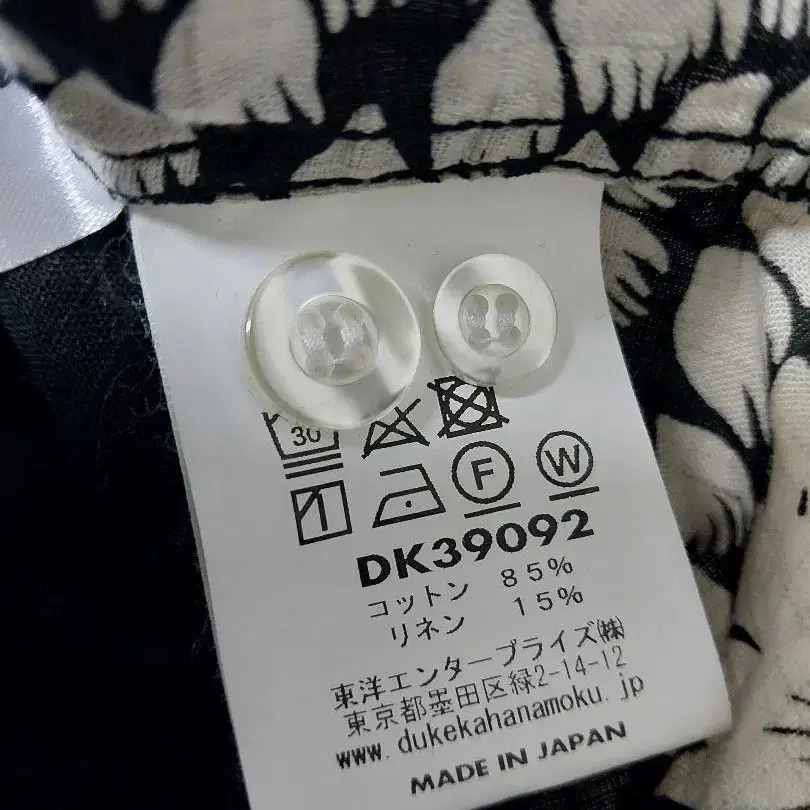 30
F W
DK39092
コットン 85%
リネン 15%
東洋エンタープライズ㈱
東京都墨田区緑2-14-12
www.dukekahanamoku.jp
MADE IN JAPAN